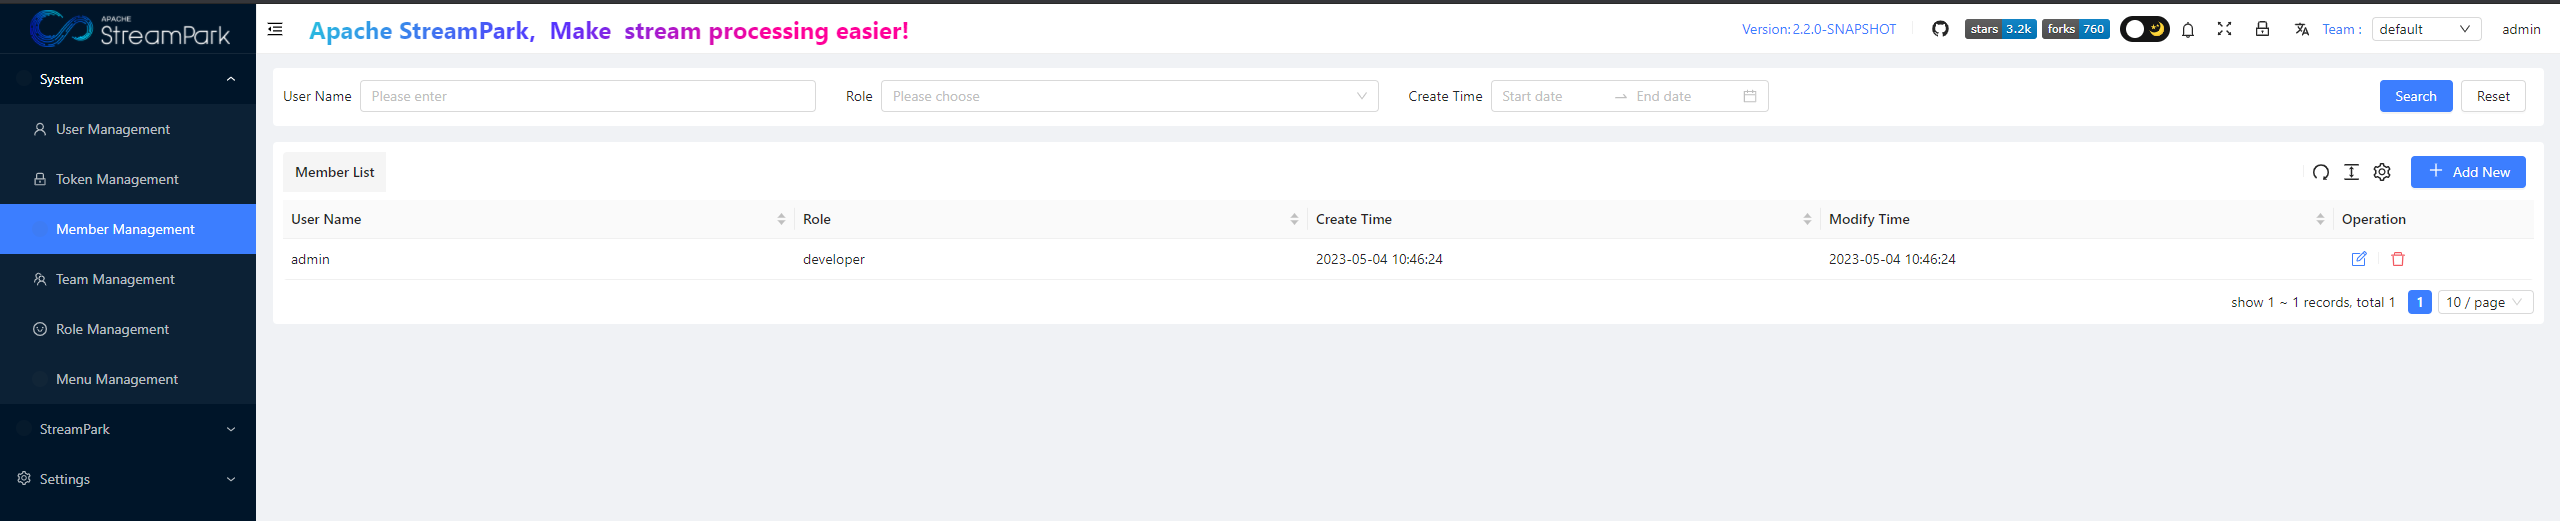 APACHE
StreamPark
Apache StreamPark, Make stream processing easier!
Version: 2.2.0-SNAPSHOT
stars 3.2k
forks 760
Team :
default
admin
System
User Management
Token Management
Member Management
Team Management
Role Management
Menu Management
StreamPark
Settings
User Name
Please enter
Role
Please choose
Create Time
Start date
End date
Search
Reset
Member List
Add New
User Name Role Create Time Modify Time Operation
admin developer 2023-05-04 10:46:24 2023-05-04 10:46:24
show 1 ~ 1 records, total 1
1
10 / page